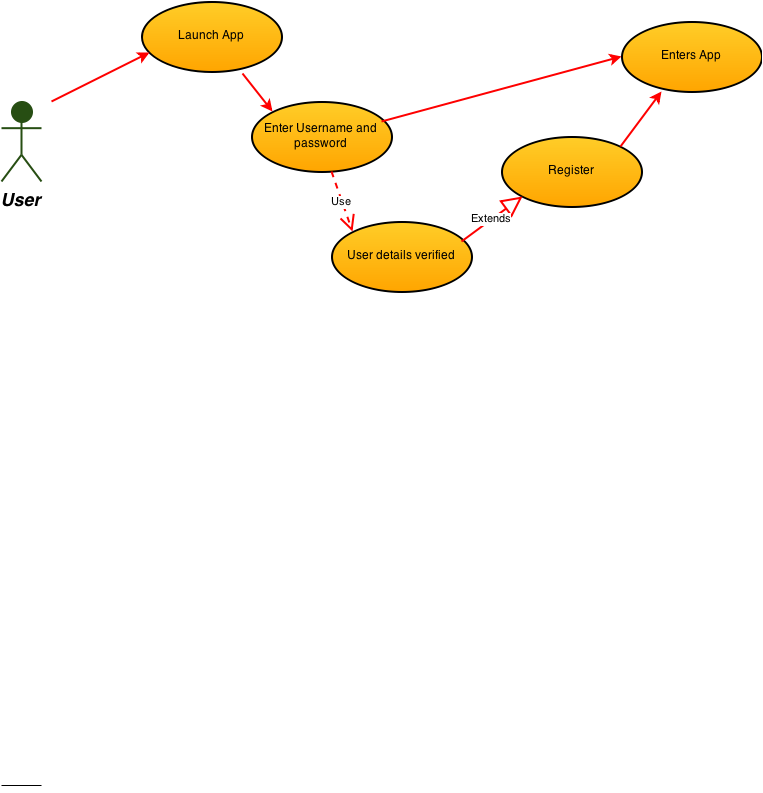 Launch App
Enters App
Enter Username and
password
Register
User
Use
Extends
User details verified